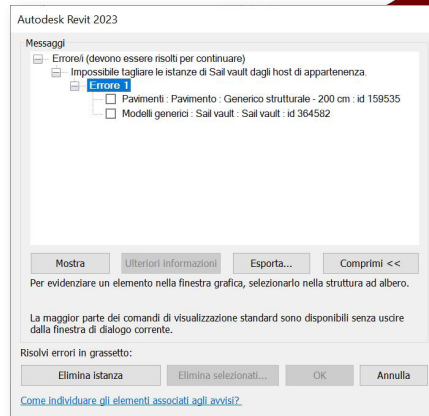 Autodesk Revit 2023
Messaggi
Errore/i (devono essere risolti per continuare)
Impossibile tagliare le istanze di Sail vault dagli host di appartenenza.
Errore 1
Pavimenti : Pavimento : Generico strutturale - 200 cm : id 159535
Modelli generici : Sail vault : Sail vault : id 364582
Mostra Ulteriori informazioni Esporta... Comprimi <<
Per evidenziare un elemento nella finestra grafica, selezionarlo nella struttura ad albero.
La maggior parte dei comandi di visualizzazione standard sono disponibili senza uscire
dalla finestra di dialogo corrente.
Risolvi errori in grassetto:
Elimina istanza Elimina selezionati... OK Annulla
Come individuare gli elementi associati agli avvisi?